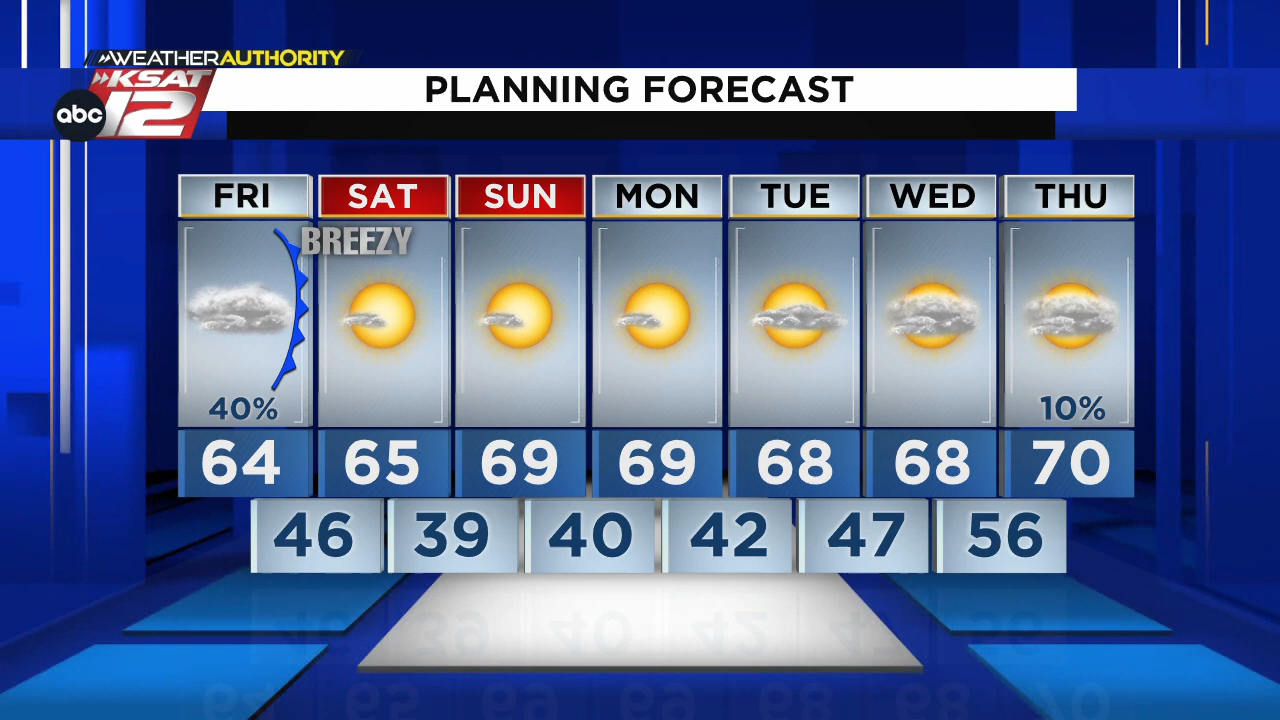 WEATHERAUTHORITY
KSAT
abc 12
PLANNING FORECAST
FRI SAT SUN MON TUE WED THU
BREEZY
40% 10%
64 65 69 69 68 68 70
46 39 40 42 47 56